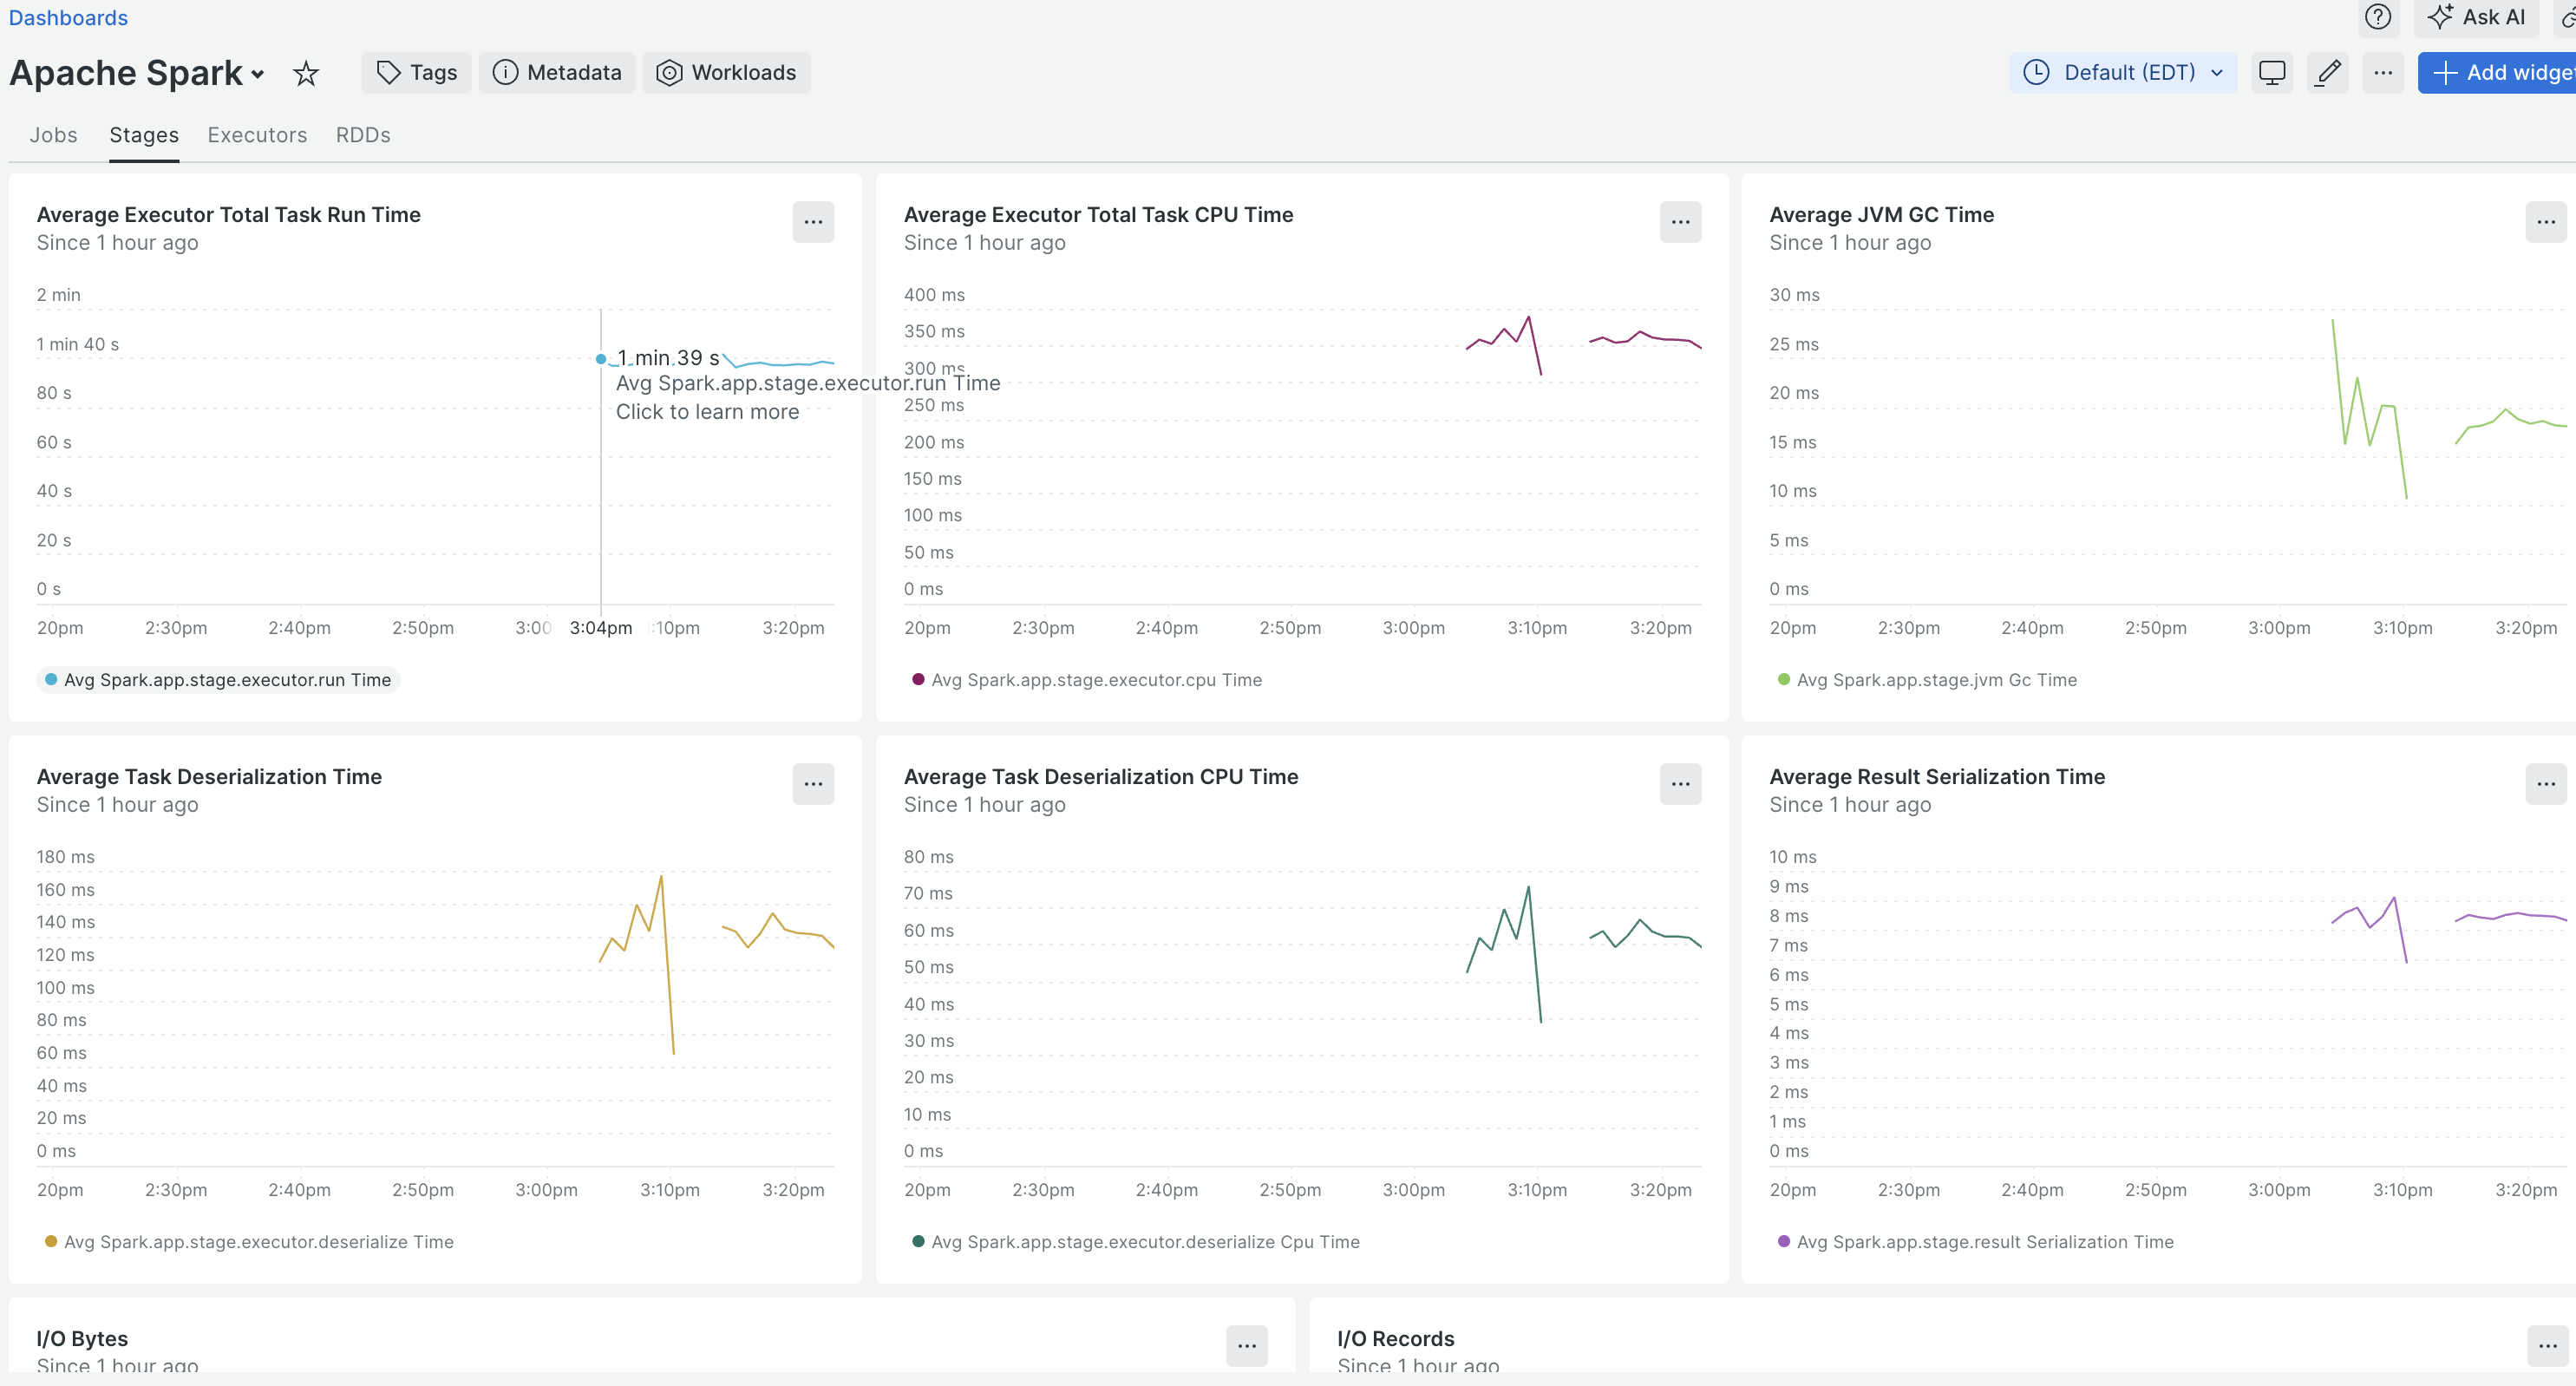 Dashboards
Ask AI
Apache Spark
Tags
Metadata
Workloads
Default (EDT)
Add widge
Jobs
Stages
Executors
RDDs
Average Executor Total Task Run Time
Since 1 hour ago
2 min
1 min 40 s
80 s
60 s
40 s
20 s
0 s
1 min 39 s
Avg Spark.app.stage.executor.run Time
Click to learn more
20pm 2:30pm 2:40pm 2:50pm 3:00 3:04pm :10pm 3:20pm
Avg Spark.app.stage.executor.run Time
Average Executor Total Task CPU Time
Since 1 hour ago
400 ms
350 ms
300 ms
250 ms
200 ms
150 ms
100 ms
50 ms
0 ms
20pm 2:30pm 2:40pm 2:50pm 3:00pm 3:10pm 3:20pm
Avg Spark.app.stage.executor.cpu Time
Average JVM GC Time
Since 1 hour ago
30 ms
25 ms
20 ms
15 ms
10 ms
5 ms
0 ms
20pm 2:30pm 2:40pm 2:50pm 3:00pm 3:10pm 3:20pm
Avg Spark.app.stage.jvm Gc Time
Average Task Deserialization Time
Since 1 hour ago
180 ms
160 ms
140 ms
120 ms
100 ms
80 ms
60 ms
40 ms
20 ms
0 ms
20pm 2:30pm 2:40pm 2:50pm 3:00pm 3:10pm 3:20pm
Avg Spark.app.stage.executor.deserialize Time
Average Task Deserialization CPU Time
Since 1 hour ago
80 ms
70 ms
60 ms
50 ms
40 ms
30 ms
20 ms
10 ms
0 ms
20pm 2:30pm 2:40pm 2:50pm 3:00pm 3:10pm 3:20pm
Avg Spark.app.stage.executor.deserialize Cpu Time
Average Result Serialization Time
Since 1 hour ago
10 ms
9 ms
8 ms
7 ms
6 ms
5 ms
4 ms
3 ms
2 ms
1 ms
0 ms
20pm 2:30pm 2:40pm 2:50pm 3:00pm 3:10pm 3:20pm
Avg Spark.app.stage.result Serialization Time
I/O Bytes
Since 1 hour ago
I/O Records
Since 1 hour ago